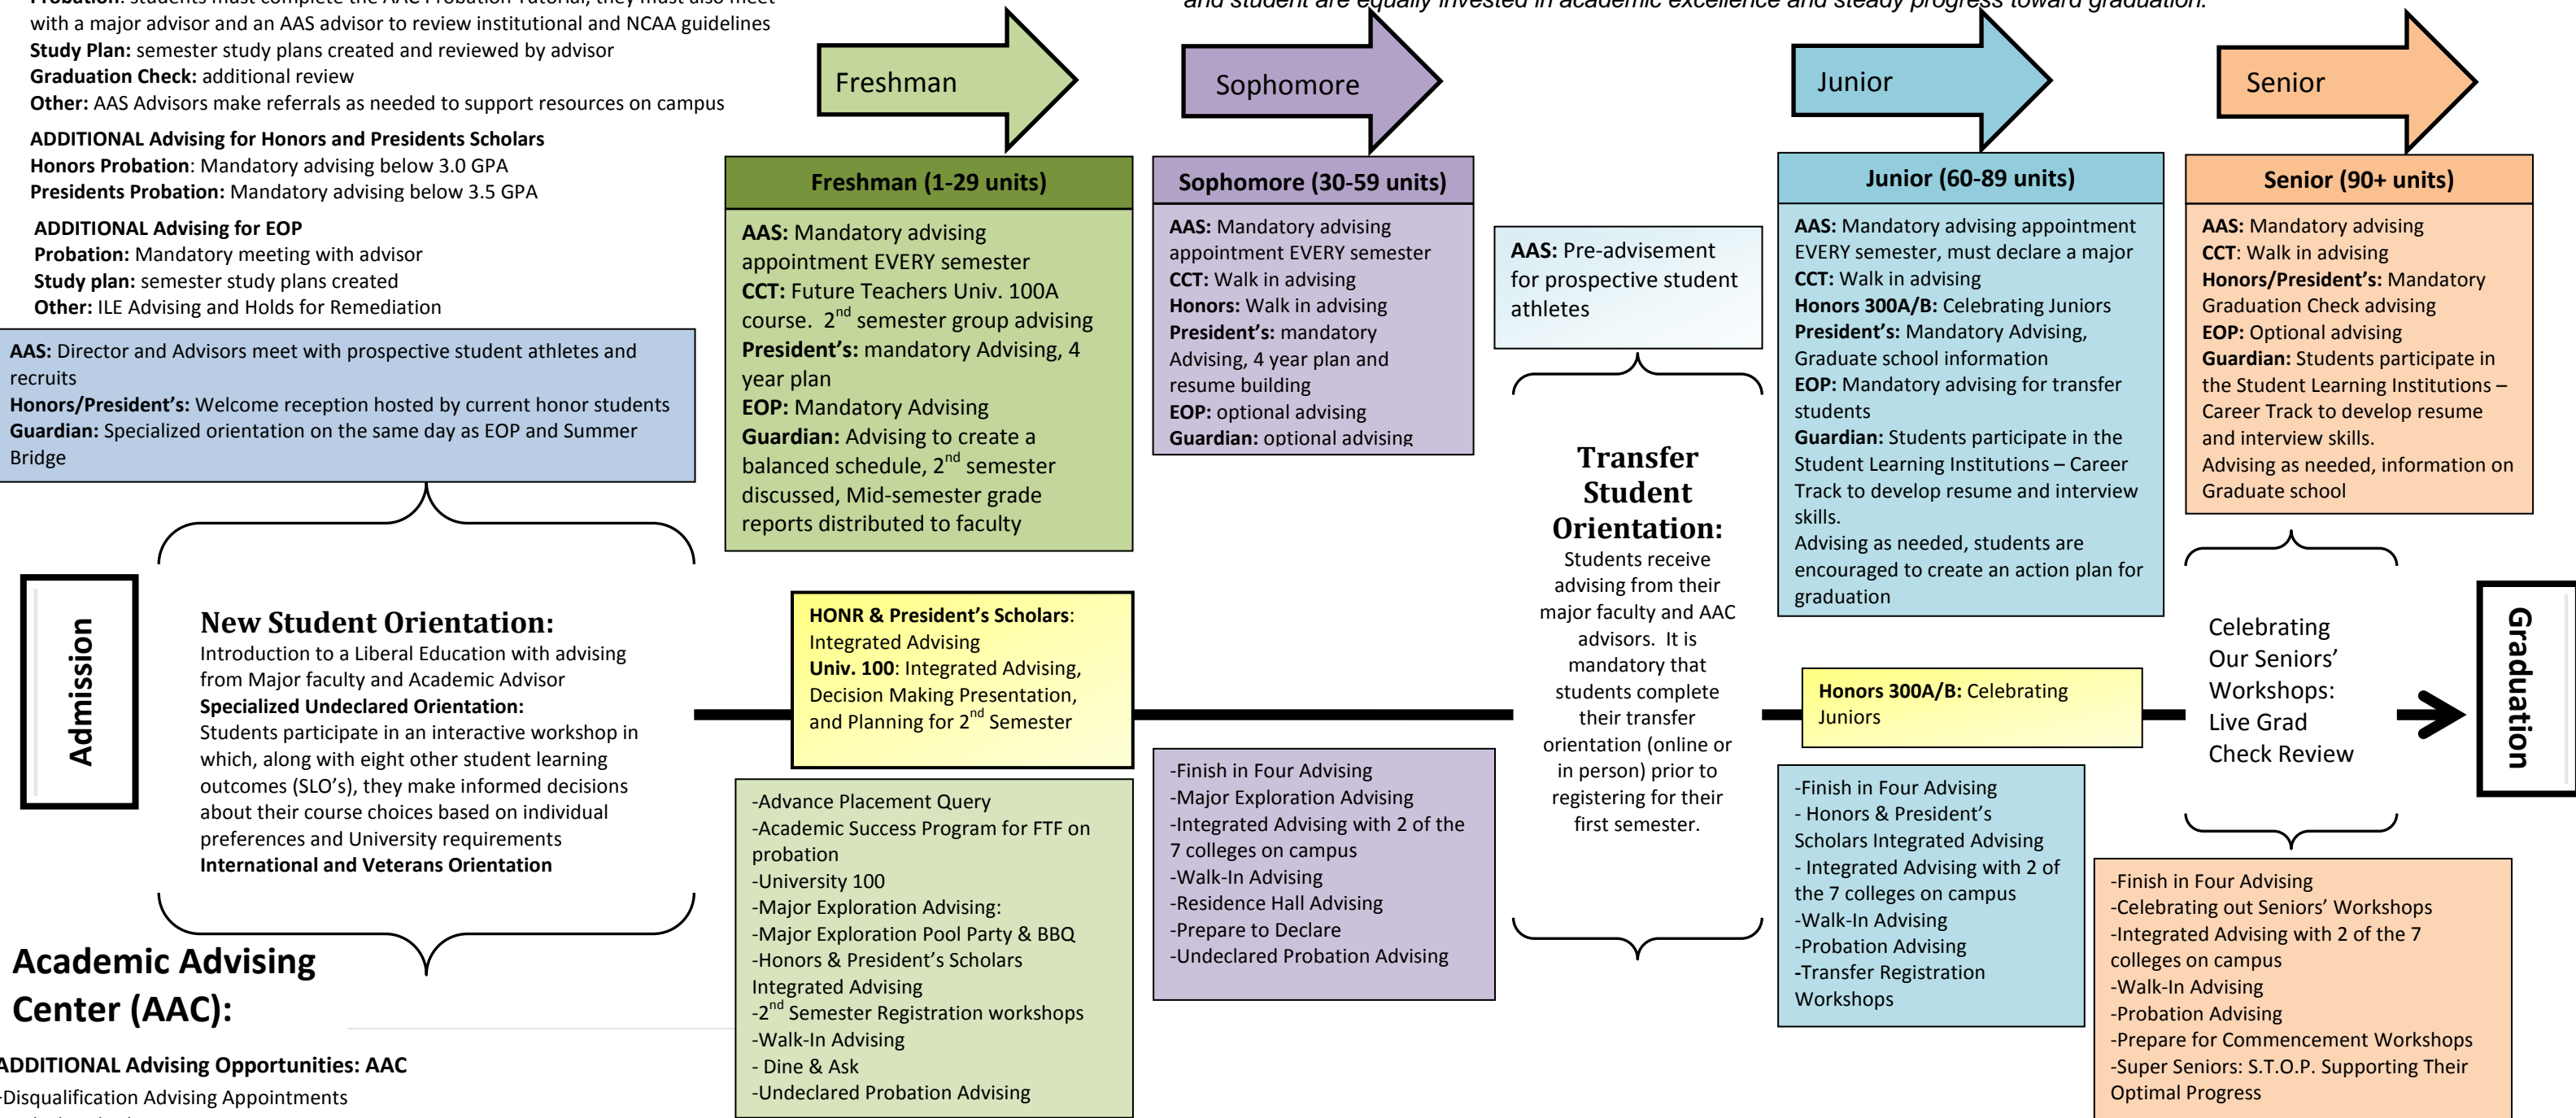 Probation: students must complete the AAC Probation Tutorial, they must also meet
with a major advisor and an AAS advisor to review institutional and NCAA guidelines
Study Plan: semester study plans created and reviewed by advisor
Graduation Check: additional review
Other: AAS Advisors make referrals as needed to support resources on campus
ADDITIONAL Advising for Honors and Presidents Scholars
Honors Probation: Mandatory advising below 3.0 GPA
Presidents Probation: Mandatory advising below 3.5 GPA
ADDITIONAL Advising for EOP
Probation: Mandatory meeting with advisor
Study plan: semester study plans created
Other: ILE Advising and Holds for Remediation
AAS: Director and Advisors meet with prospective student athletes and
recruits
Honors/President's: Welcome reception hosted by current honor students
Guardian: Specialized orientation on the same day as EOP and Summer
Bridge
Admission
New Student Orientation:
Introduction to a Liberal Education with advising
from Major faculty and Academic Advisor
Specialized Undeclared Orientation:
Students participate in an interactive workshop in
which, along with eight other student learning
outcomes (SLO's), they make informed decisions
about their course choices based on individual
preferences and University requirements
International and Veterans Orientation
Academic Advising
Center (AAC):
ADDITIONAL Advising Opportunities: AAC
-Disqualification Advising Appointments
and student are equally invested in academic excellence and steady progress toward graduation.
Freshman
Freshman (1-29 units)
AAS: Mandatory advising
appointment EVERY semester
CCT: Future Teachers Univ. 100A
course. 2nd semester group advising
President's: mandatory Advising, 4
year plan
EOP: Mandatory Advising
Guardian: Advising to create a
balanced schedule, 2nd semester
discussed, Mid-semester grade
reports distributed to faculty
HONR & President's Scholars:
Integrated Advising
Univ. 100: Integrated Advising,
Decision Making Presentation,
and Planning for 2nd Semester
-Advance Placement Query
-Academic Success Program for FTF on
probation
-University 100
-Major Exploration Advising:
-Major Exploration Pool Party & BBQ
-Honors & President's Scholars
Integrated Advising
-2nd Semester Registration workshops
-Walk-In Advising
- Dine & Ask
-Undeclared Probation Advising
Sophomore
Sophomore (30-59 units)
AAS: Mandatory advising
appointment EVERY semester
CCT: Walk in advising
Honors: Walk in advising
President's: mandatory
Advising, 4 year plan and
resume building
EOP: optional advising
Guardian: optional advising
-Finish in Four Advising
-Major Exploration Advising
-Integrated Advising with 2 of the
7 colleges on campus
-Walk-In Advising
-Residence Hall Advising
-Prepare to Declare
-Undeclared Probation Advising
AAS: Pre-advisement
for prospective student
athletes
Transfer
Student
Orientation:
Students receive
advising from their
major faculty and AAC
advisors. It is
mandatory that
students complete
their transfer
orientation (online or
in person) prior to
registering for their
first semester.
Junior
Junior (60-89 units)
AAS: Mandatory advising appointment
EVERY semester, must declare a major
CCT: Walk in advising
Honors 300A/B: Celebrating Juniors
President's: Mandatory Advising,
Graduate school information
EOP: Mandatory advising for transfer
students
Guardian: Students participate in the
Student Learning Institutions – Career
Track to develop resume and interview
skills.
Advising as needed, students are
encouraged to create an action plan for
graduation
Honors 300A/B: Celebrating
Juniors
-Finish in Four Advising
- Honors & President's
Scholars Integrated Advising
- Integrated Advising with 2 of
the 7 colleges on campus
-Walk-In Advising
-Probation Advising
-Transfer Registration
Workshops
Senior
Senior (90+ units)
AAS: Mandatory advising
CCT: Walk in advising
Honors/President's: Mandatory
Graduation Check advising
EOP: Optional advising
Guardian: Students participate in
the Student Learning Institutions –
Career Track to develop resume
and interview skills.
Advising as needed, information on
Graduate school
Celebrating
Our Seniors'
Workshops:
Live Grad
Check Review
-Finish in Four Advising
-Celebrating out Seniors' Workshops
-Integrated Advising with 2 of the 7
colleges on campus
-Walk-In Advising
-Probation Advising
-Prepare for Commencement Workshops
-Super Seniors: S.T.O.P. Supporting Their
Optimal Progress
Graduation